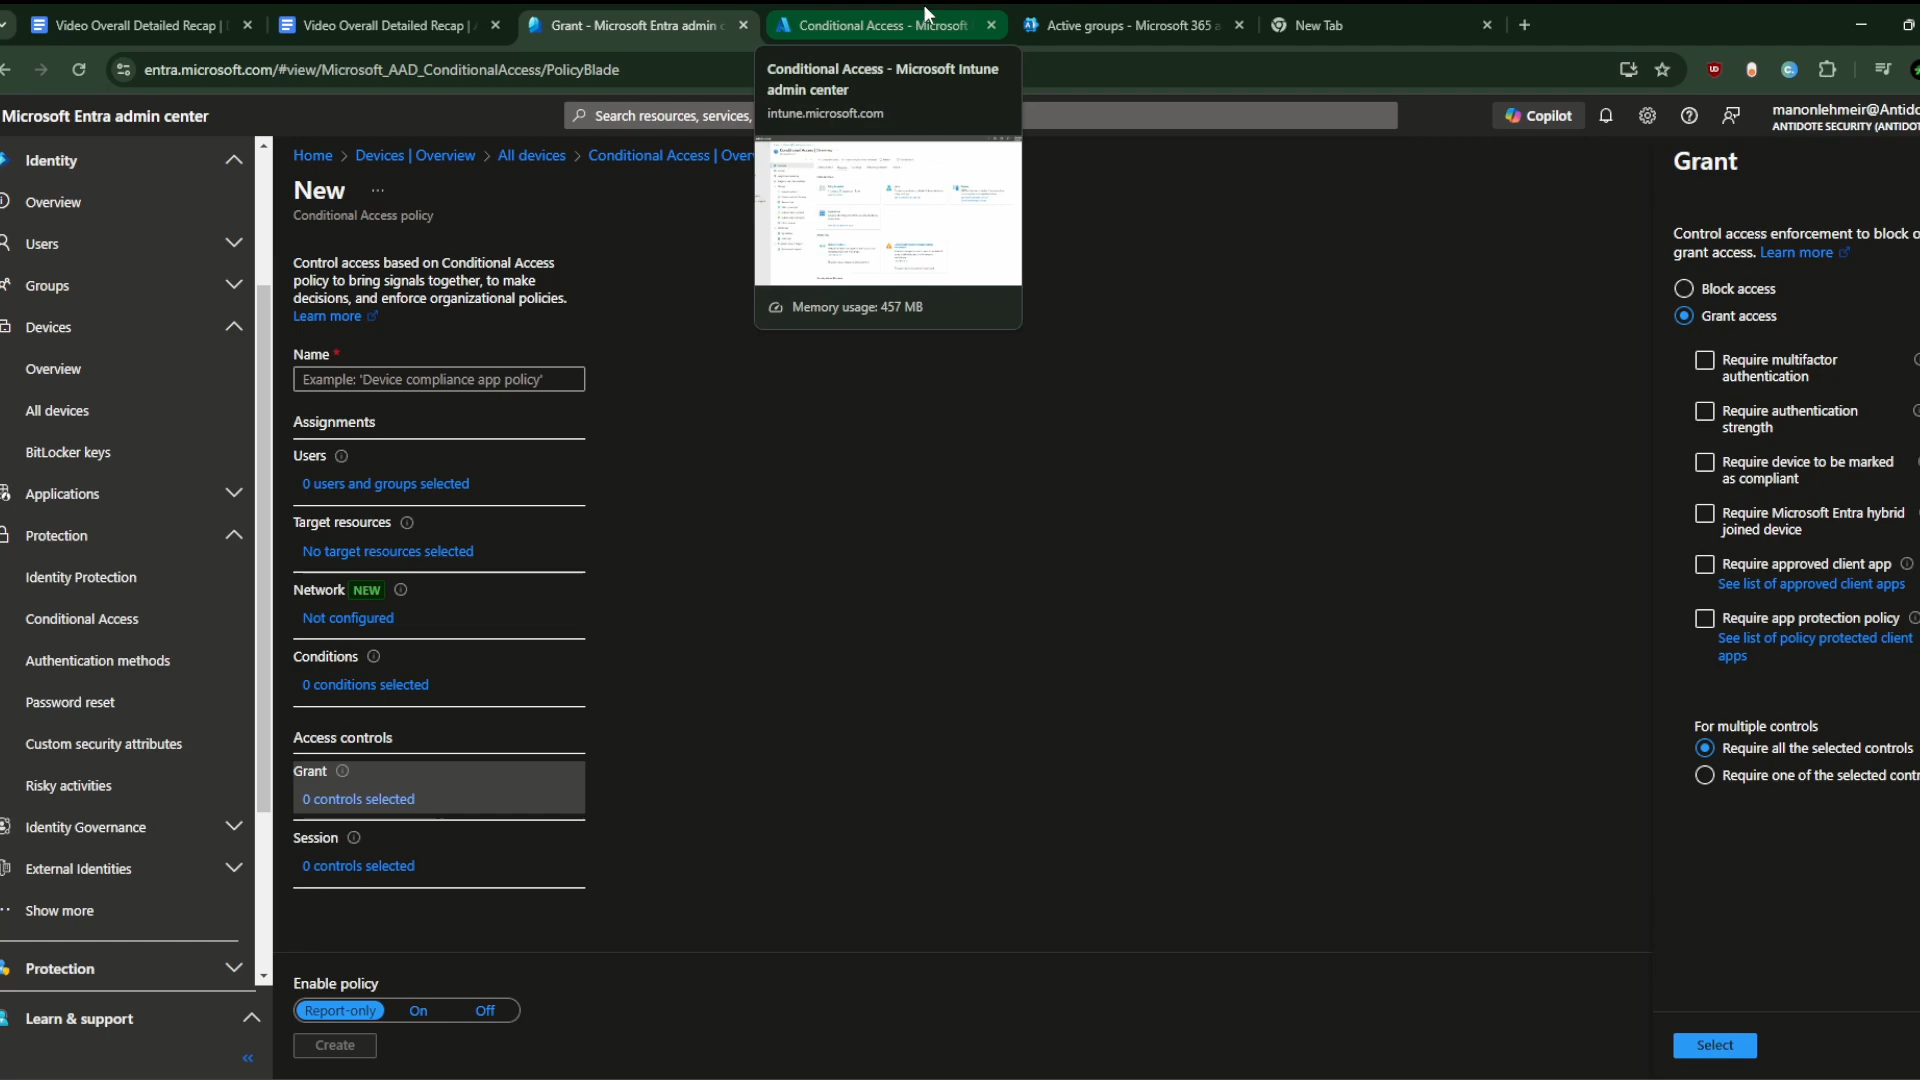 Video Overall Detailed Recap |
Video Overall Detailed Recap |
Grant - Microsoft Entra admin c
Conditional Access - Microsoft
Active groups - Microsoft 365 a
New Tab
entra.microsoft.com/#view/Microsoft_AAD_ConditionalAccess/PolicyBlade
Conditional Access - Microsoft Intune
admin center
intune.microsoft.com
Memory usage: 457 MB
Microsoft Entra admin center
Search resources, services,
Copilot
manonlehmeir@Antido
ANTIDOTE SECURITY (ANTIDOT
Identity
Overview
Users
Groups
Devices
Overview
All devices
BitLocker keys
Applications
Protection
Identity Protection
Conditional Access
Authentication methods
Password reset
Custom security attributes
Risky activities
Identity Governance
External Identities
Show more
Protection
Learn & support
Home > Devices | Overview > All devices > Conditional Access | Over
New ...
Conditional Access policy
Control access based on Conditional Access
policy to bring signals together, to make
decisions, and enforce organizational policies.
Learn more
Name *
Example: 'Device compliance app policy'
Assignments
Users
0 users and groups selected
Target resources
No target resources selected
Network NEW
Not configured
Conditions
0 conditions selected
Access controls
Grant
0 controls selected
Session
0 controls selected
Enable policy
Report-only On Off
Create
Grant
Control access enforcement to block o
grant access. Learn more
Block access
Grant access
Require multifactor
authentication
Require authentication
strength
Require device to be marked
as compliant
Require Microsoft Entra hybrid
joined device
Require approved client app
See list of approved client apps
Require app protection policy
See list of policy protected client
apps
For multiple controls
Require all the selected controls
Require one of the selected contr
Select